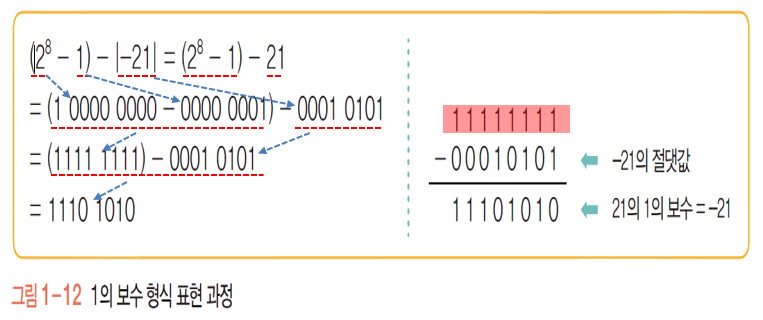 (2⁸ − 1) − |−21| = (2⁸ − 1) − 21
= (1 0000 0000 − 0000 0001) − 0001 0101
= (1111 1111) − 0001 0101
= 1110 1010
11111111
−00010101 −21의 절댓값
11101010 21의 1의 보수 = −21
그림 1-12 1의 보수 형식 표현 과정